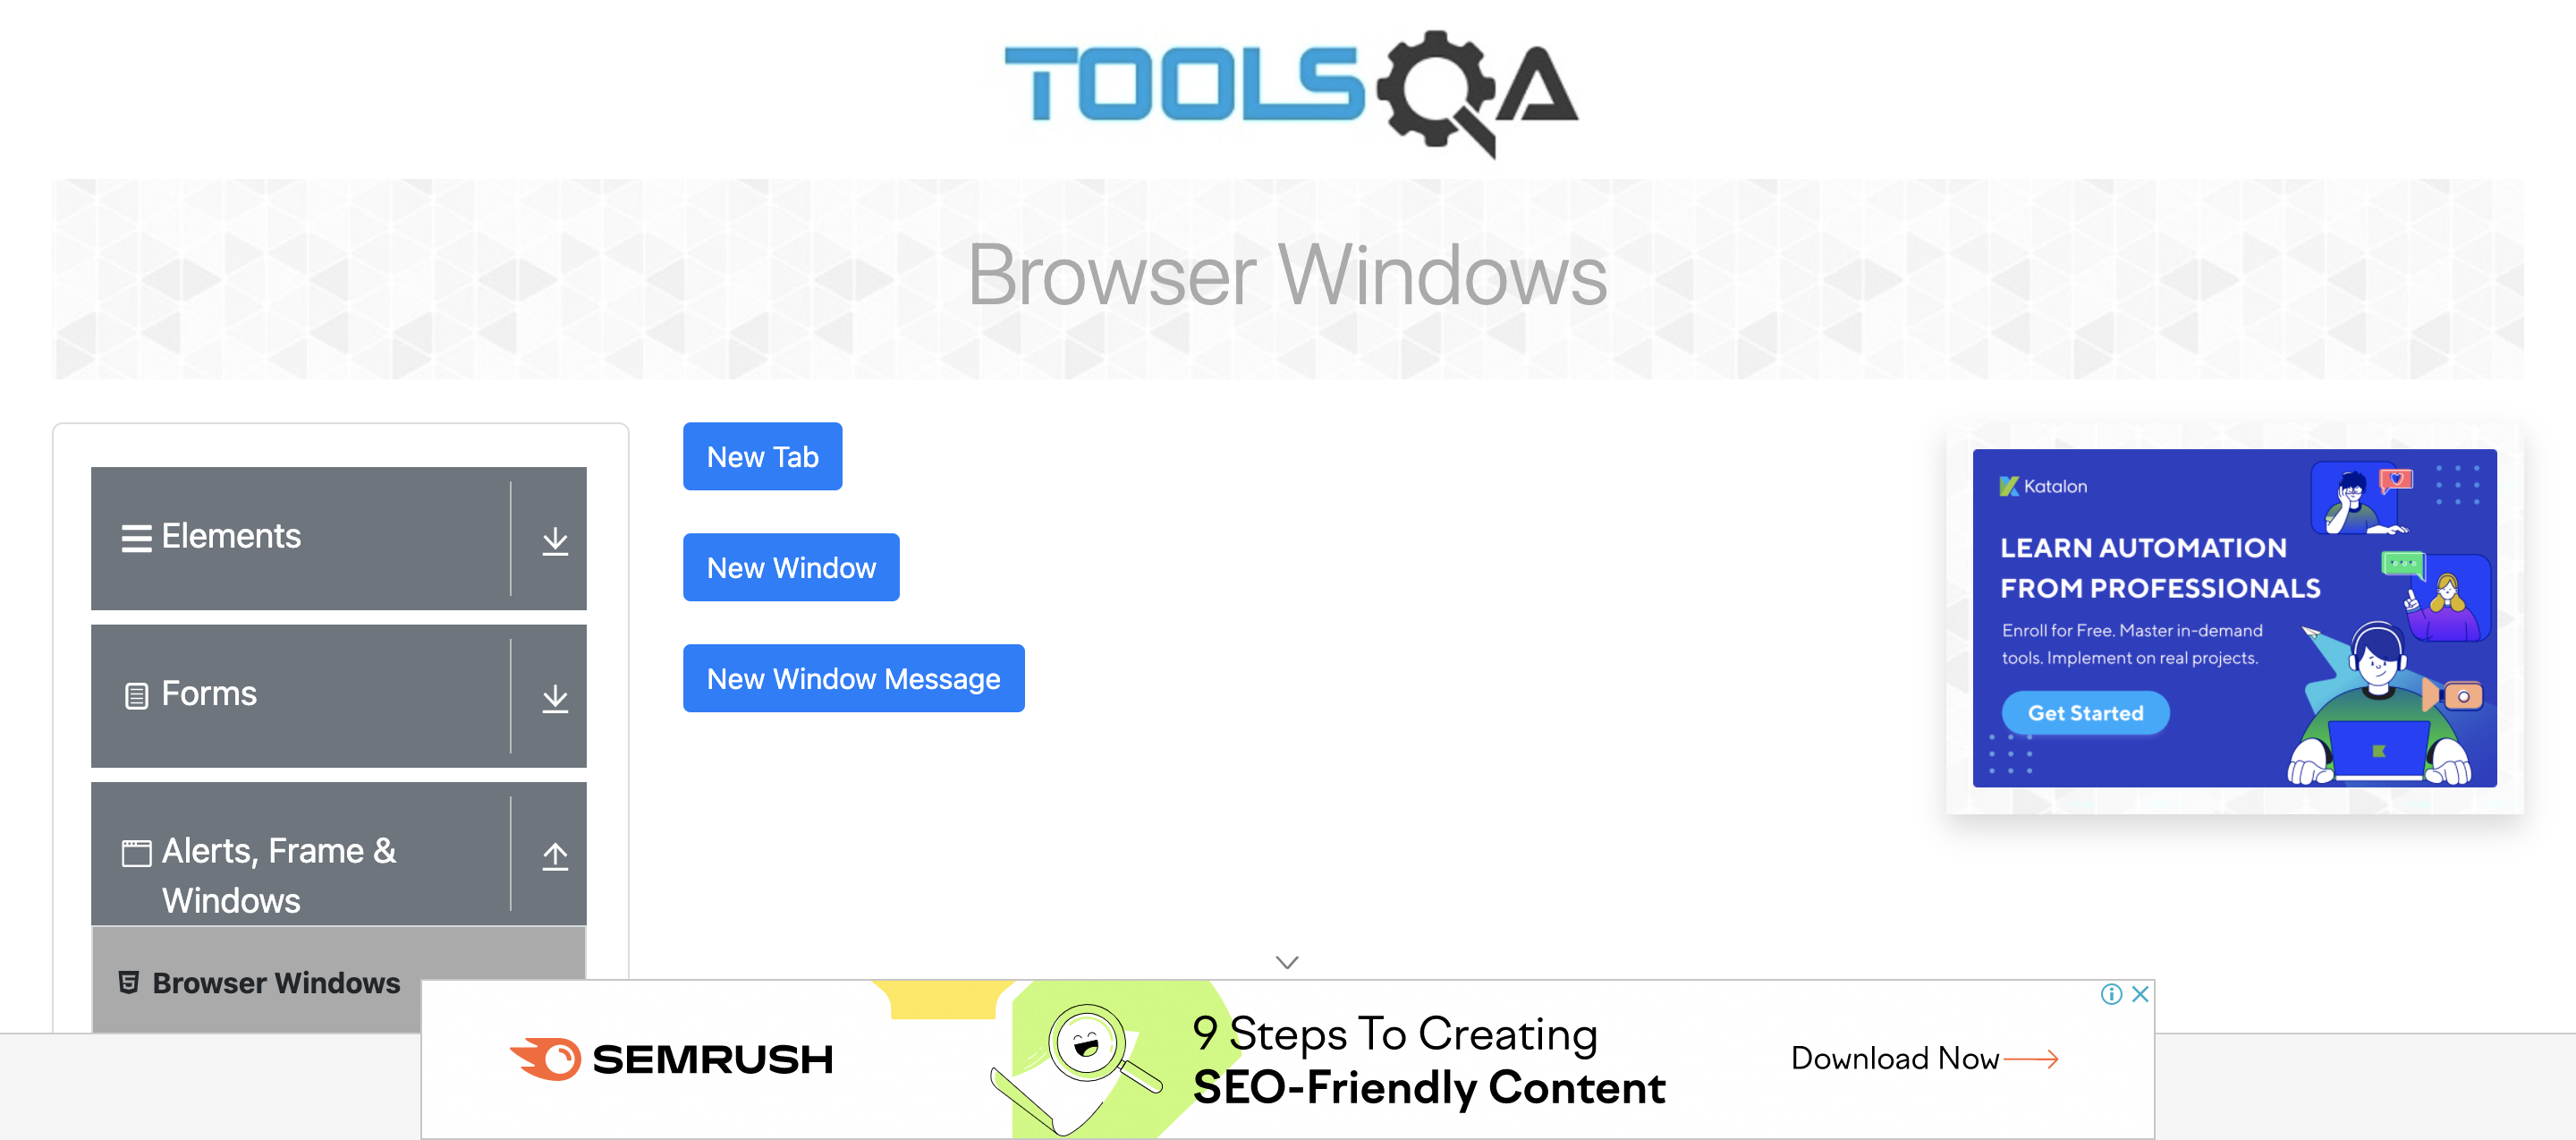 TOOLSQA
Browser Windows
Elements
Forms
Alerts, Frame &
Windows
Browser Windows
New Tab
New Window
New Window Message
Katalon
LEARN AUTOMATION
FROM PROFESSIONALS
Enroll for Free. Master in-demand
tools. Implement on real projects.
Get Started
SEMRUSH
9 Steps To Creating
SEO-Friendly Content
Download Now